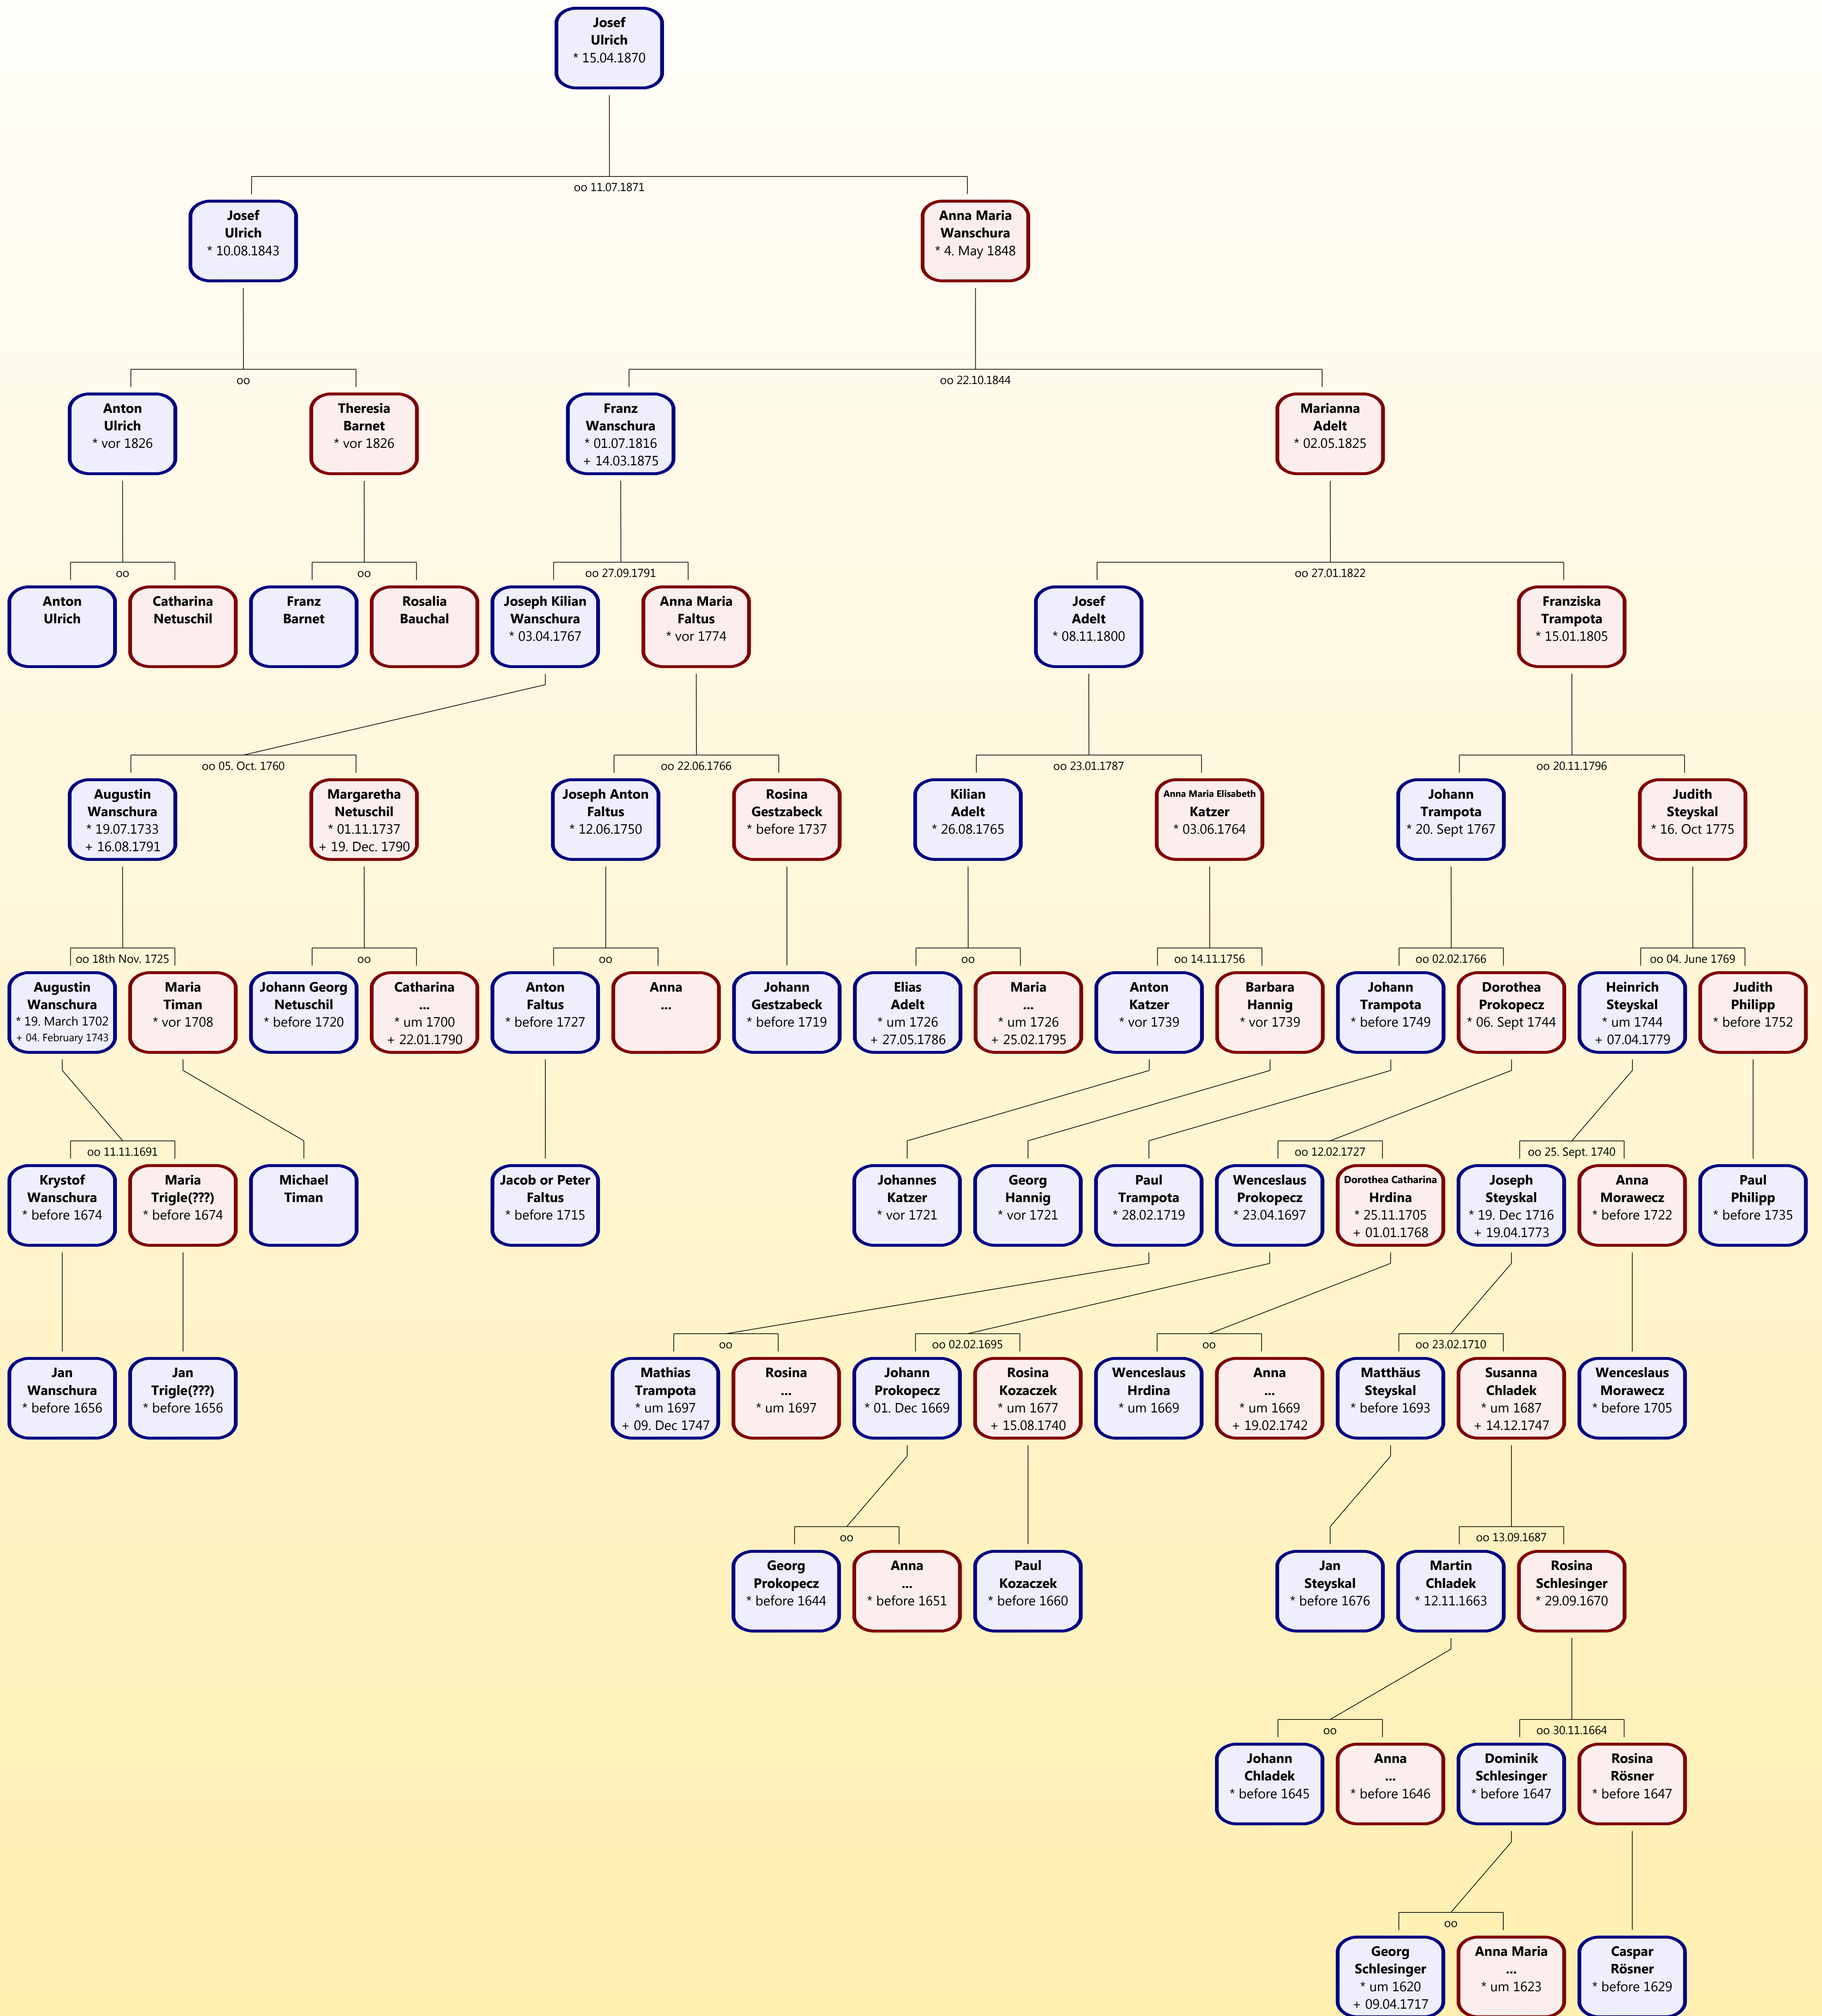 Josef
Ulrich
* 15.04.1870
oo 11.07.1871
Josef
Ulrich
* 10.08.1843
Anna Maria
Wanschura
* 4. May 1848
oo
oo 22.10.1844
Anton
Ulrich
* vor 1826
Theresia
Barnet
* vor 1826
Franz
Wanschura
* 01.07.1816
+ 14.03.1875
Marianna
Adelt
* 02.05.1825
oo
oo
oo 27.09.1791
oo 27.01.1822
Anton
Ulrich
Catharina
Netuschil
Franz
Barnet
Rosalia
Bauchal
Joseph Kilian
Wanschura
* 03.04.1767
Anna Maria
Faltus
* vor 1774
Josef
Adelt
* 08.11.1800
Franziska
Trampota
* 15.01.1805
oo 05. Oct. 1760
oo 22.06.1766
oo 23.01.1787
oo 20.11.1796
Augustin
Wanschura
* 19.07.1733
+ 16.08.1791
Margaretha
Netuschil
* 01.11.1737
+ 19. Dec. 1790
Joseph Anton
Faltus
* 12.06.1750
Rosina
Gestzabeck
* before 1737
Kilian
Adelt
* 26.08.1765
Anna Maria Elisabeth
Katzer
* 03.06.1764
Johann
Trampota
* 20. Sept 1767
Judith
Steyskal
* 16. Oct 1775
oo 18th Nov. 1725
oo
oo
oo
oo 14.11.1756
oo 02.02.1766
oo 04. June 1769
Augustin
Wanschura
* 19. March 1702
+ 04. February 1743
Maria
Timan
* vor 1708
Johann Georg
Netuschil
* before 1720
Catharina
...
* um 1700
+ 22.01.1790
Anton
Faltus
* before 1727
Anna
...
Johann
Gestzabeck
* before 1719
Elias
Adelt
* um 1726
+ 27.05.1786
Maria
...
* um 1726
+ 25.02.1795
Anton
Katzer
* vor 1739
Barbara
Hannig
* vor 1739
Johann
Trampota
* before 1749
Dorothea
Prokopecz
* 06. Sept 1744
Heinrich
Steyskal
* um 1744
+ 07.04.1779
Judith
Philipp
* before 1752
oo 11.11.1691
oo 12.02.1727
oo 25. Sept. 1740
Krystof
Wanschura
* before 1674
Maria
Trigle(???)
* before 1674
Michael
Timan
Jacob or Peter
Faltus
* before 1715
Johannes
Katzer
* vor 1721
Georg
Hannig
* vor 1721
Paul
Trampota
* 28.02.1719
Wenceslaus
Prokopecz
* 23.04.1697
Dorothea Catharina
Hrdina
* 25.11.1705
+ 01.01.1768
Joseph
Steyskal
* 19. Dec 1716
+ 19.04.1773
Anna
Morawecz
* before 1722
Paul
Philipp
* before 1735
oo
oo 02.02.1695
oo
oo 23.02.1710
Jan
Wanschura
* before 1656
Jan
Trigle(???)
* before 1656
Mathias
Trampota
* um 1697
+ 09. Dec 1747
Rosina
...
* um 1697
Johann
Prokopecz
* 01. Dec 1669
Rosina
Kozaczek
* um 1677
+ 15.08.1740
Wenceslaus
Hrdina
* um 1669
Anna
...
* um 1669
+ 19.02.1742
Matthäus
Steyskal
* before 1693
Susanna
Chladek
* um 1687
+ 14.12.1747
Wenceslaus
Morawecz
* before 1705
oo
oo 13.09.1687
Georg
Prokopecz
* before 1644
Anna
...
* before 1651
Paul
Kozaczek
* before 1660
Jan
Steyskal
* before 1676
Martin
Chladek
* 12.11.1663
Rosina
Schlesinger
* 29.09.1670
oo
oo 30.11.1664
Johann
Chladek
* before 1645
Anna
...
* before 1646
Dominik
Schlesinger
* before 1647
Rosina
Rösner
* before 1647
oo
Georg
Schlesinger
* um 1620
+ 09.04.1717
Anna Maria
...
* um 1623
Caspar
Rösner
* before 1629